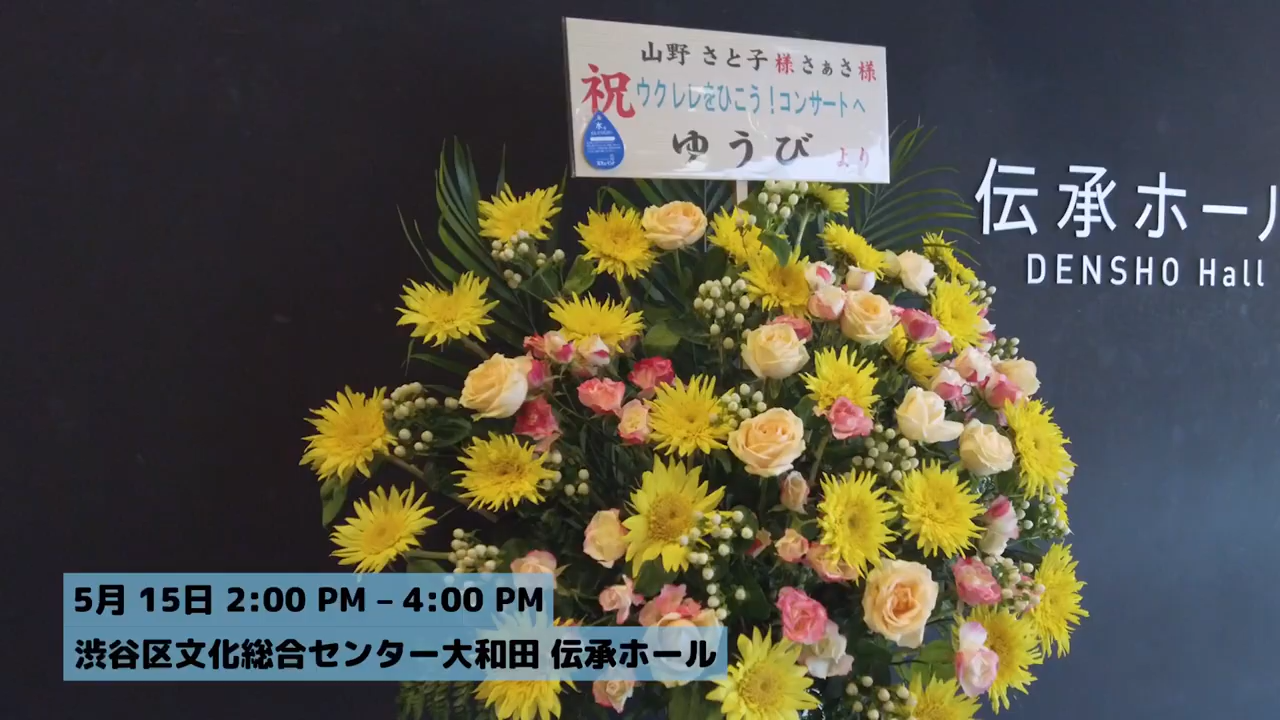 山野 さと子様さぁさ様
祝
ウクレレをひこう！コンサートへ
ゆうび より
伝承ホール
DENSHO Hall
5月 15日 2:00 PM – 4:00 PM
渋谷区文化総合センター大和田 伝承ホール